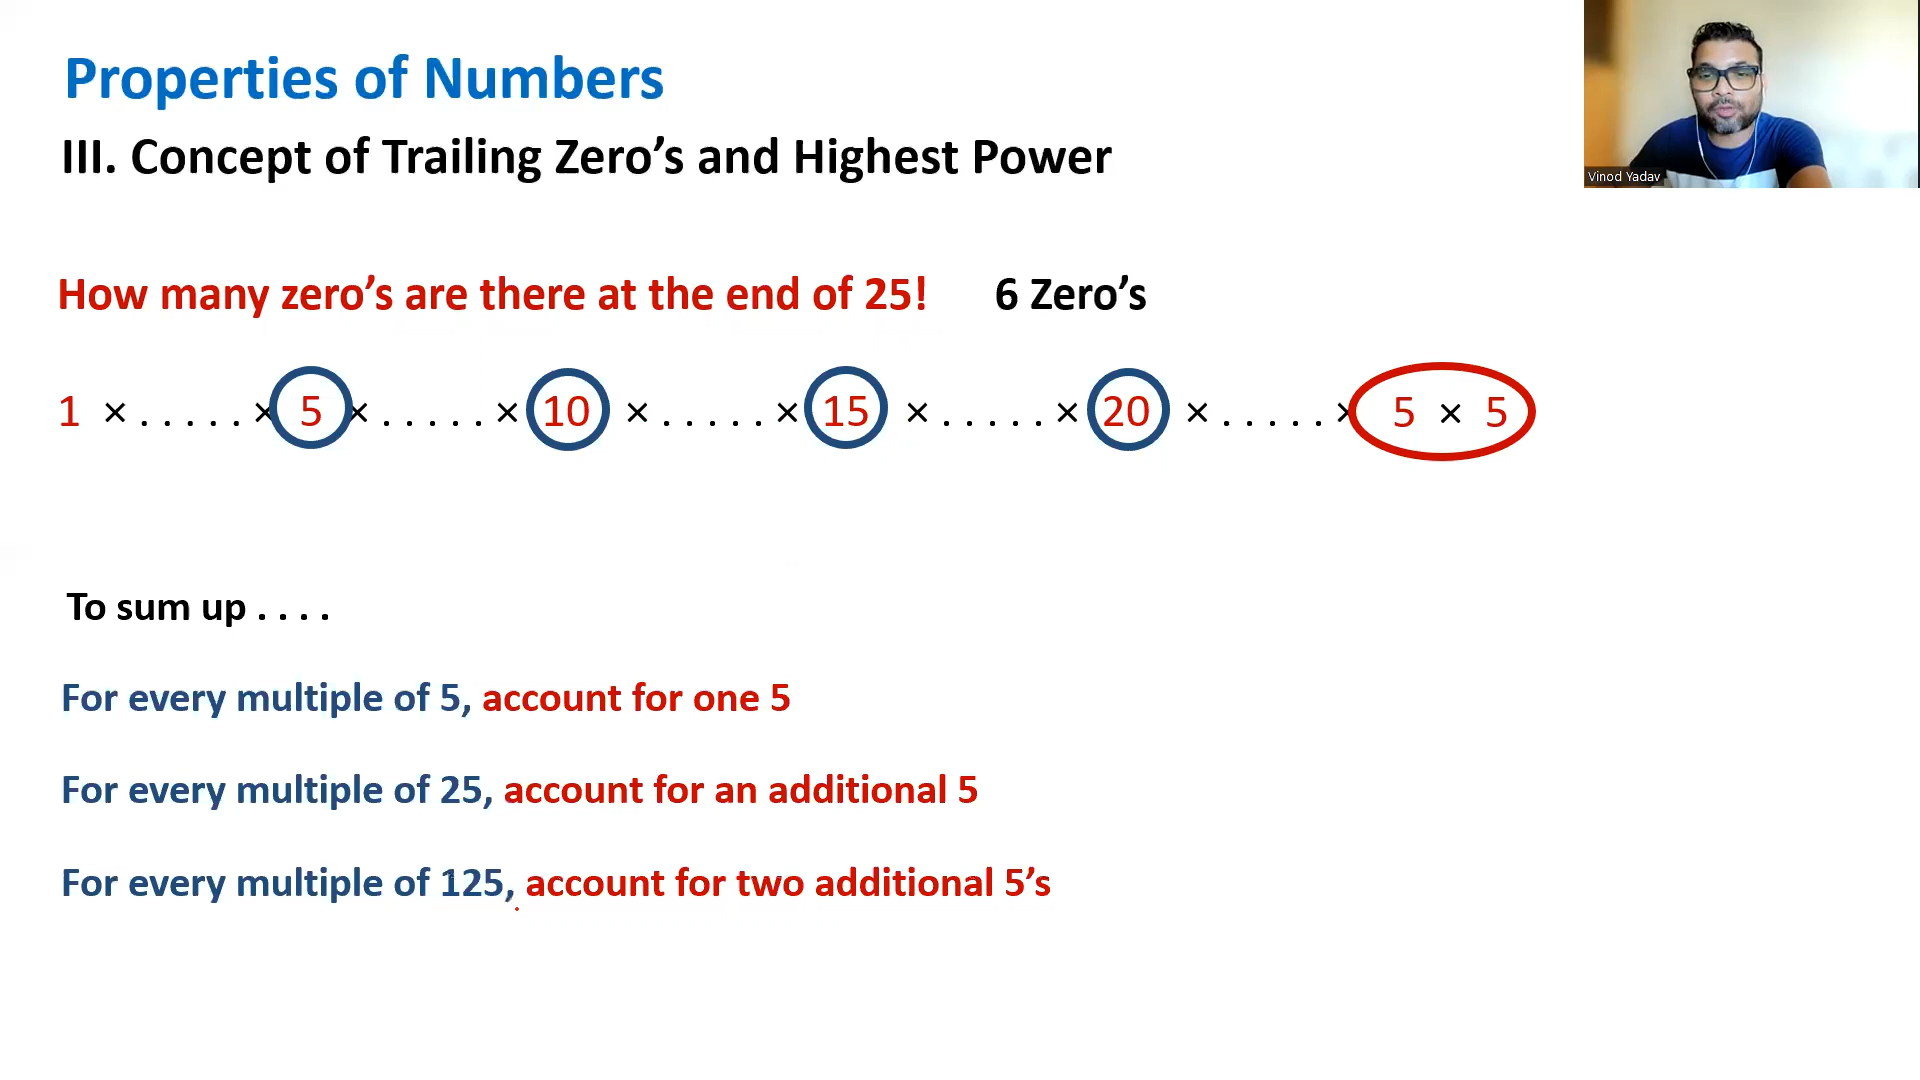 Properties of Numbers
III. Concept of Trailing Zero’s and Highest Power
Vinod Yadav
How many zero’s are there at the end of 25! 6 Zero’s
1 × . . . . . × 5 × . . . . . × 10 × . . . . . × 15 × . . . . . × 20 × . . . . . × 5 × 5
To sum up . . . .
For every multiple of 5, account for one 5
For every multiple of 25, account for an additional 5
For every multiple of 125, account for two additional 5’s